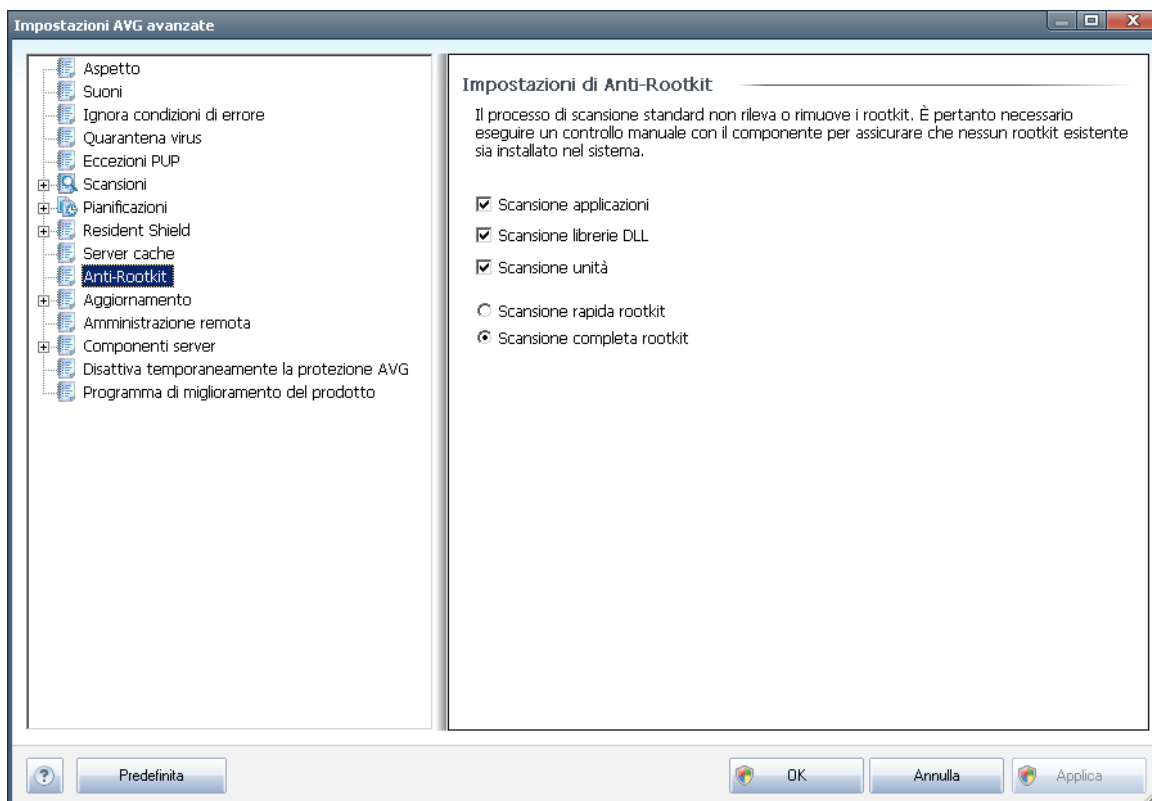 Impostazioni AVG avanzate
Aspetto
Suoni
Ignora condizioni di errore
Quarantena virus
Eccezioni PUP
Scansioni
Pianificazioni
Resident Shield
Server cache
Anti-Rootkit
Aggiornamento
Amministrazione remota
Componenti server
Disattiva temporaneamente la protezione AVG
Programma di miglioramento del prodotto
Impostazioni di Anti-Rootkit
Il processo di scansione standard non rileva o rimuove i rootkit. È pertanto necessario
eseguire un controllo manuale con il componente per assicurare che nessun rootkit esistente
sia installato nel sistema.
Scansione applicazioni
Scansione librerie DLL
Scansione unità
Scansione rapida rootkit
Scansione completa rootkit
?
Predefinita
OK
Annulla
Applica